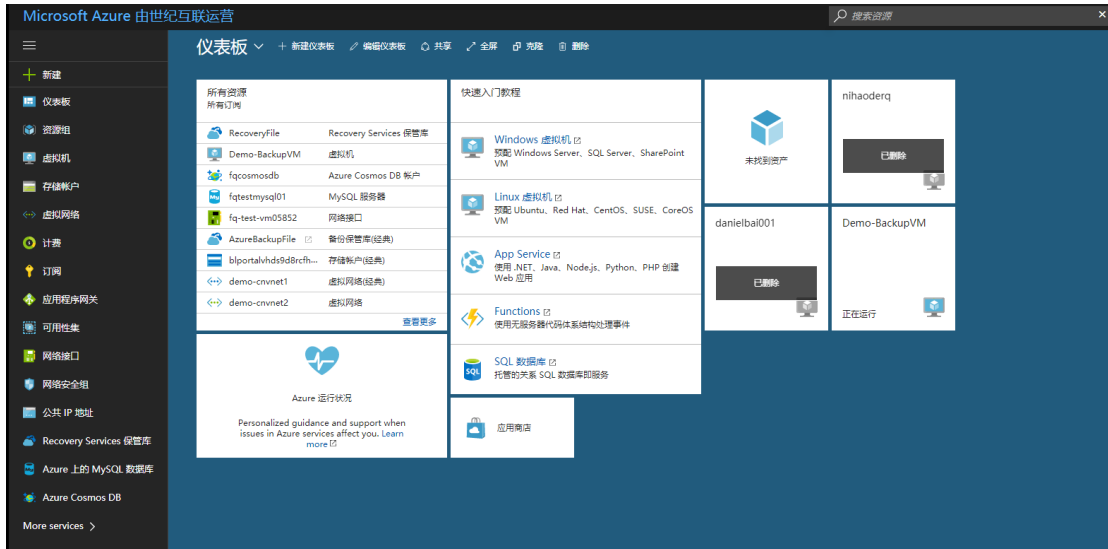 Microsoft Azure 由世纪互联运营
搜索资源
新建
仪表板
资源组
虚拟机
存储帐户
虚拟网络
计费
订阅
应用程序网关
可用性集
网络接口
网络安全组
公共 IP 地址
Recovery Services 保管库
Azure 上的 MySQL 数据库
Azure Cosmos DB
More services
仪表板 新建仪表板 编辑仪表板 共享 全屏 克隆 删除
所有资源
所有订阅
RecoveryFile Recovery Services 保管库
Demo-BackupVM 虚拟机
fqcosmosdb Azure Cosmos DB 帐户
fqtestmysql01 MySQL 服务器
fq-test-vm05852 网络接口
AzureBackupFile 备份保管库(经典)
blportalvhds9d8rcfh... 存储帐户(经典)
demo-cnvnet1 虚拟网络(经典)
demo-cnvnet2 虚拟网络
查看更多
Azure 运行状况
Personalized guidance and support when
issues in Azure services affect you. Learn
more
快速入门教程
Windows 虚拟机
预配 Windows Server、SQL Server、SharePoint
VM
Linux 虚拟机
预配 Ubuntu、Red Hat、CentOS、SUSE、CoreOS
VM
App Service
使用 .NET、Java、Node.js、Python、PHP 创建
Web 应用
Functions
使用无服务器代码体系结构处理事件
SQL 数据库
SQL
托管的关系 SQL 数据库即服务
应用商店
未找到资产
nihaoderq
已删除
danielbai001
已删除
Demo-BackupVM
正在运行